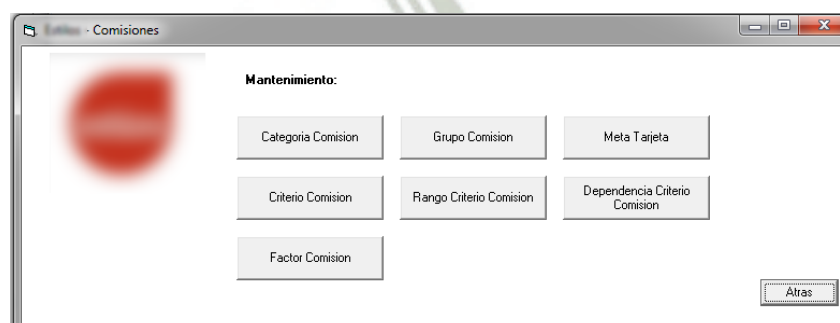 - Comisiones
Mantenimiento:
Categoria Comision
Grupo Comision
Meta Tarjeta
Criterio Comision
Rango Criterio Comision
Dependencia Criterio
Comision
Factor Comision
Atras